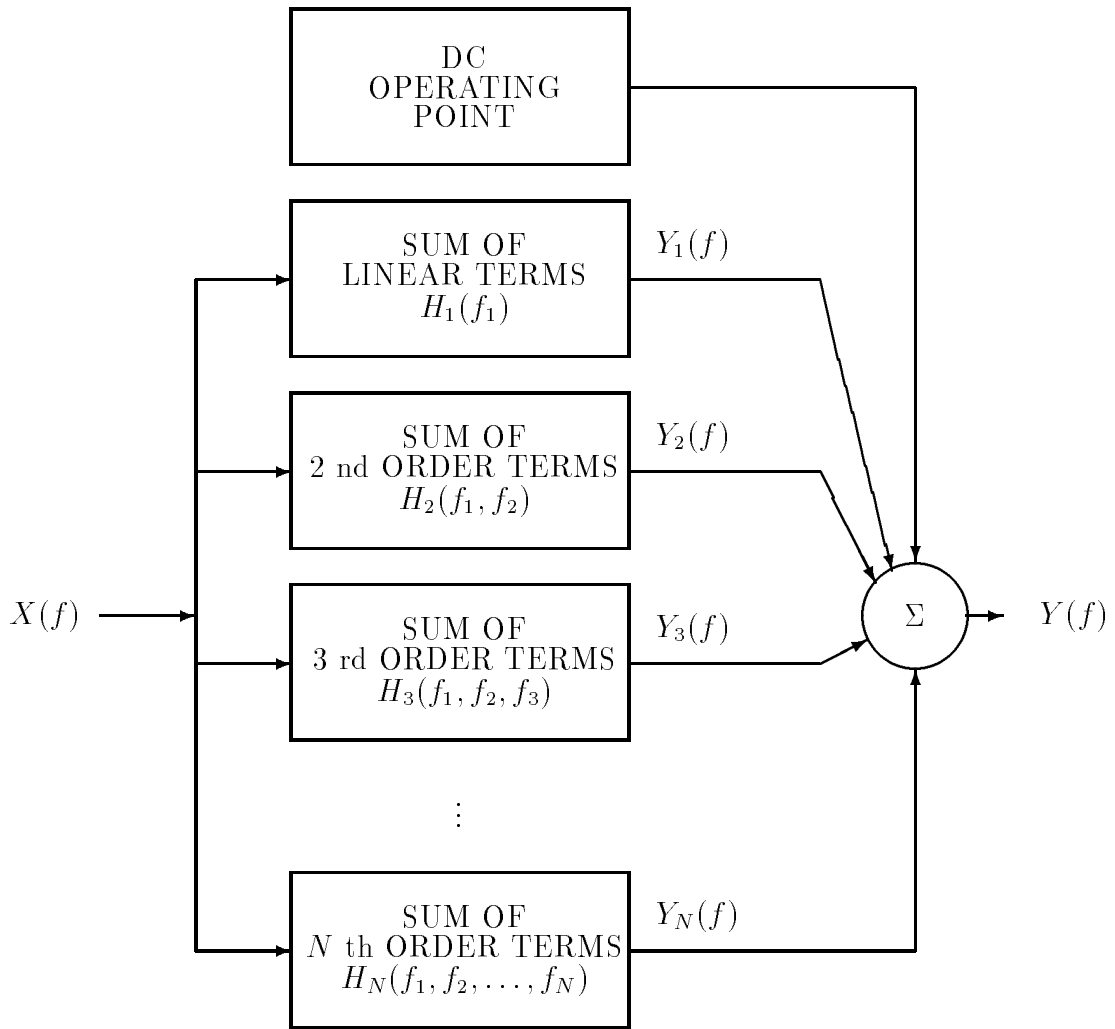 DC
OPERATING
POINT
SUM OF
LINEAR TERMS
H₁(f₁)
Y₁(f)
SUM OF
2 nd ORDER TERMS
H₂(f₁, f₂)
Y₂(f)
X(f)
SUM OF
3 rd ORDER TERMS
H₃(f₁, f₂, f₃)
Y₃(f)
Σ
Y(f)
⋮
SUM OF
N th ORDER TERMS
H_N(f₁, f₂, . . . , f_N)
Y_N(f)